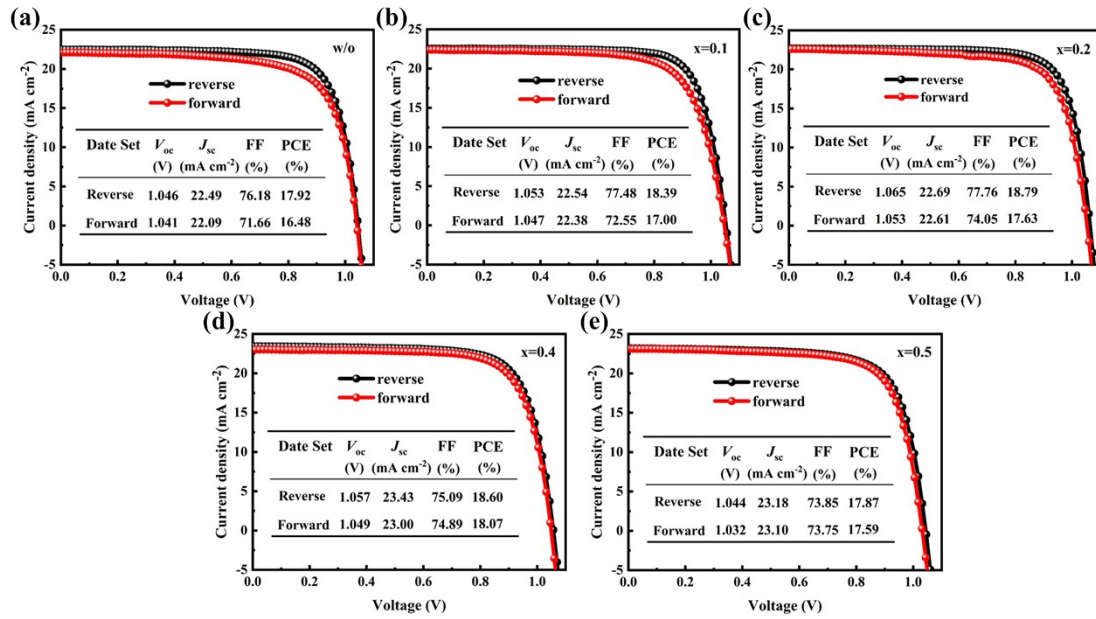 (a)
w/o
reverse
forward
Date Set Voc Jsc FF PCE
(V) (mA cm-2) (%) (%)
Reverse 1.046 22.49 76.18 17.92
Forward 1.041 22.09 71.66 16.48
25
20
15
10
5
0
-5
0.0 0.2 0.4 0.6 0.8 1.0
Current density (mA cm-2)
Voltage (V)
(b)
x=0.1
reverse
forward
Date Set Voc Jsc FF PCE
(V) (mA cm-2) (%) (%)
Reverse 1.053 22.54 77.48 18.39
Forward 1.047 22.38 72.55 17.00
25
20
15
10
5
0
-5
0.0 0.2 0.4 0.6 0.8 1.0
Current density (mA cm-2)
Voltage (V)
(c)
x=0.2
reverse
forward
Date Set Voc Jsc FF PCE
(V) (mA cm-2) (%) (%)
Reverse 1.065 22.69 77.76 18.79
Forward 1.053 22.61 74.05 17.63
25
20
15
10
5
0
-5
0.0 0.2 0.4 0.6 0.8 1.0
Current density (mA cm-2)
Voltage (V)
(d)
x=0.4
reverse
forward
Date Set Voc Jsc FF PCE
(V) (mA cm-2) (%) (%)
Reverse 1.057 23.43 75.09 18.60
Forward 1.049 23.00 74.89 18.07
25
20
15
10
5
0
-5
0.0 0.2 0.4 0.6 0.8 1.0
Current density (mA cm-2)
Voltage (V)
(e)
x=0.5
reverse
forward
Date Set Voc Jsc FF PCE
(V) (mA cm-2) (%) (%)
Reverse 1.044 23.18 73.85 17.87
Forward 1.032 23.10 73.75 17.59
25
20
15
10
5
0
-5
0.0 0.2 0.4 0.6 0.8 1.0
Current density (mA cm-2)
Voltage (V)